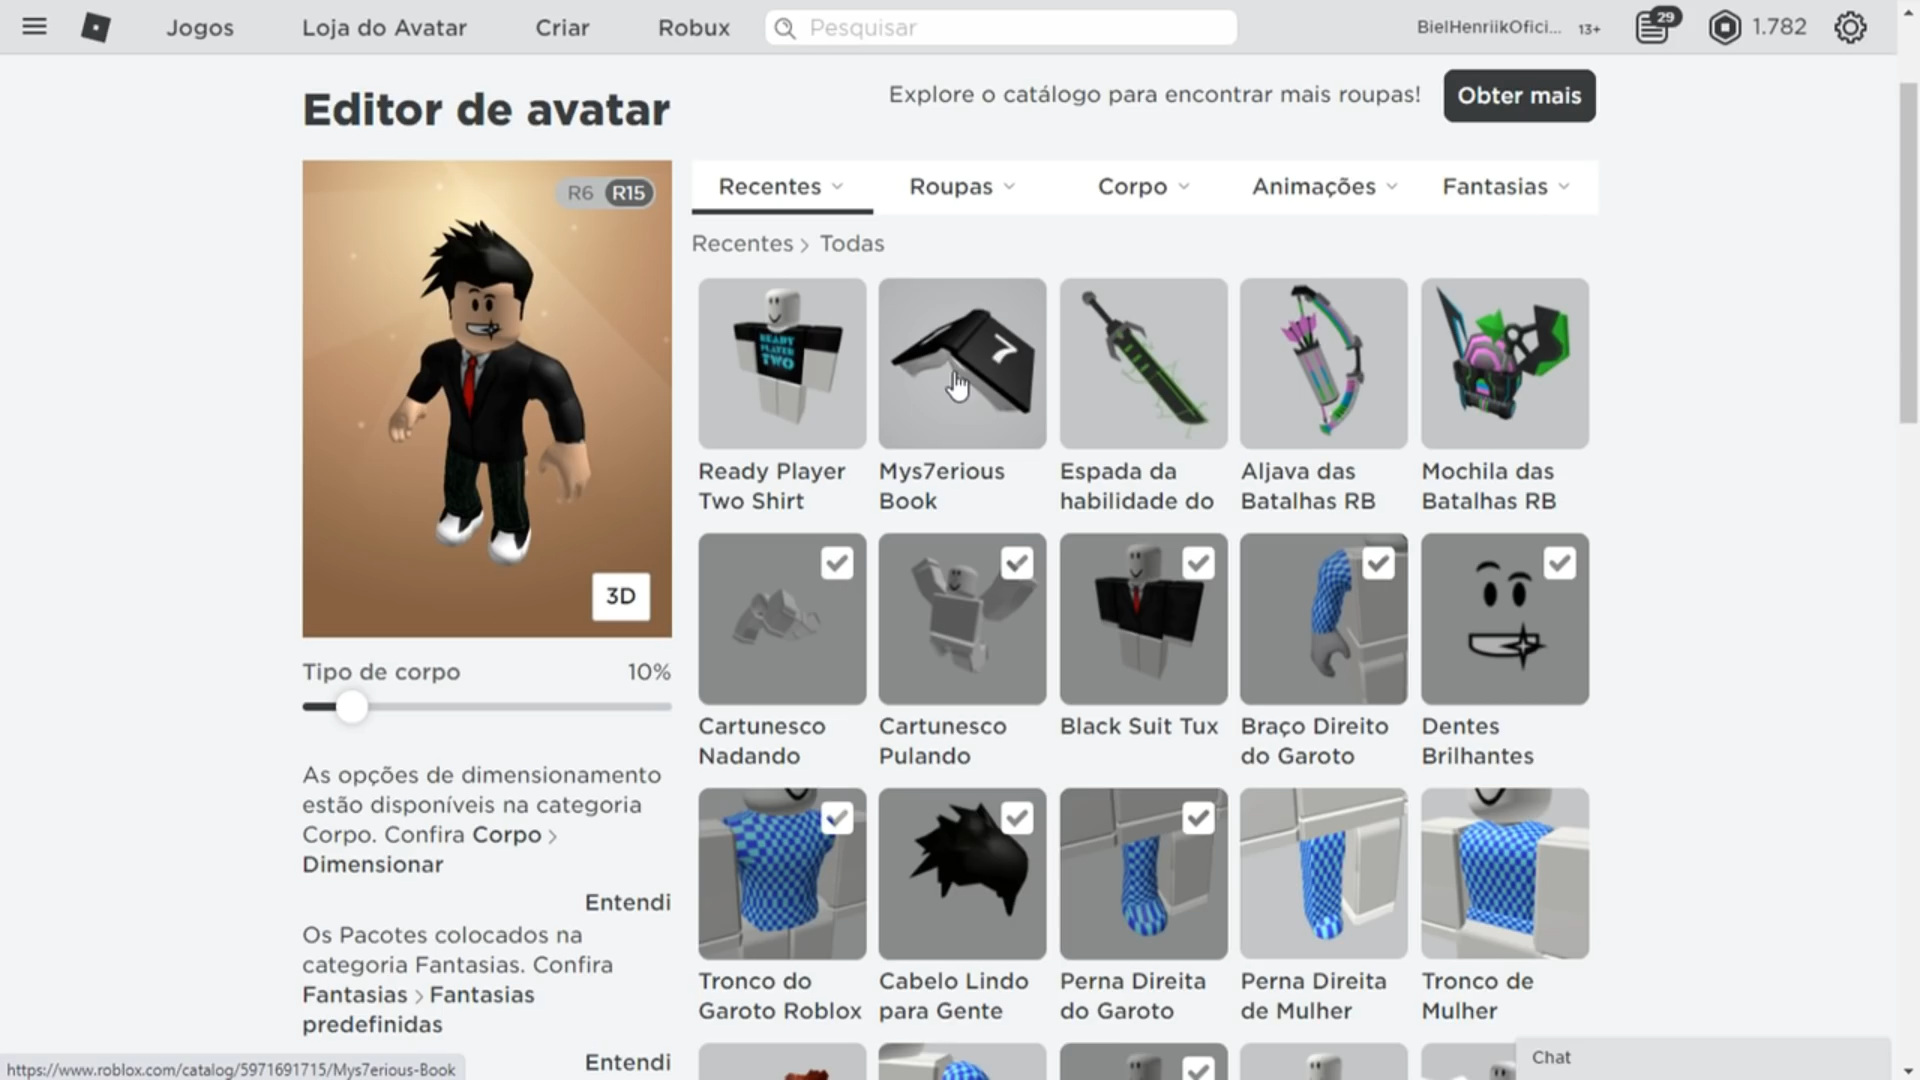 Jogos
Loja do Avatar
Criar
Robux
Pesquisar
BielHenriikOfici... 13+
29
1.782
Editor de avatar
Explore o catálogo para encontrar mais roupas!
Obter mais
R6 R15
3D
Recentes
Roupas
Corpo
Animações
Fantasias
Recentes > Todas
READY
PLAYER
TWO
7
Ready Player
Two Shirt
Mys7erious
Book
Espada da
habilidade do
Aljava das
Batalhas RB
Mochila das
Batalhas RB
Tipo de corpo
10%
Cartunesco
Nadando
Cartunesco
Pulando
Black Suit Tux
Braço Direito
do Garoto
Dentes
Brilhantes
As opções de dimensionamento
estão disponíveis na categoria
Corpo. Confira Corpo >
Dimensionar
Entendi
Os Pacotes colocados na
categoria Fantasias. Confira
Fantasias > Fantasias
predefinidas
Entendi
Tronco do
Garoto Roblox
Cabelo Lindo
para Gente
Perna Direita
do Garoto
Perna Direita
de Mulher
Tronco de
Mulher
Chat
https://www.roblox.com/catalog/5971691715/Mys7erious-Book